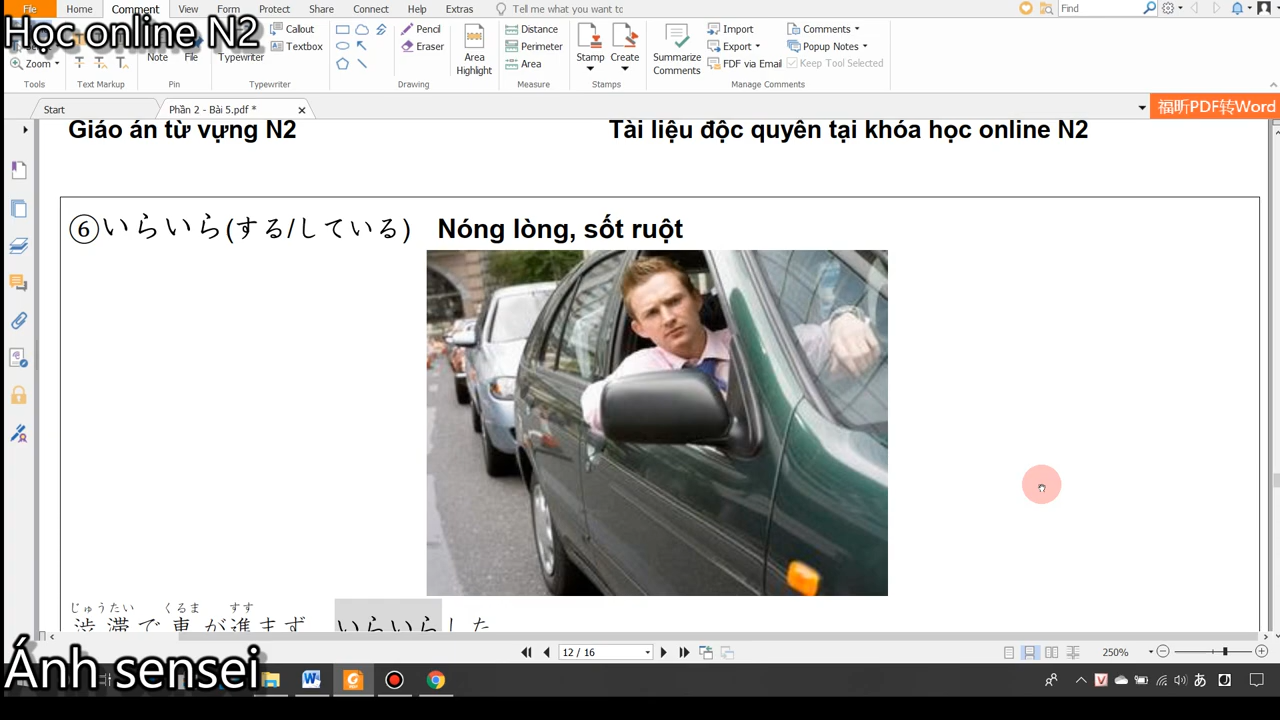 File Home Comment View Form Protect Share Connect Help Extras Tell me what you want to Find
Học online N2
Zoom Note File Typewriter Callout Textbox Pencil Eraser Area Highlight Distance Perimeter Area Stamp Create Summarize Comments Import Export FDF via Email Comments Popup Notes Keep Tool Selected
Tools Text Markup Pin Typewriter Drawing Measure Stamps Manage Comments
Start Phần 2 - Bài 5.pdf * 福昕PDF转Word
Giáo án từ vựng N2 Tài liệu độc quyền tại khóa học online N2
⑥いらいら(する/している) Nóng lòng, sốt ruột
じゅうたい くるま すす
渋滞で車が進まず いらいらした
12 / 16 250%
Ánh sensei